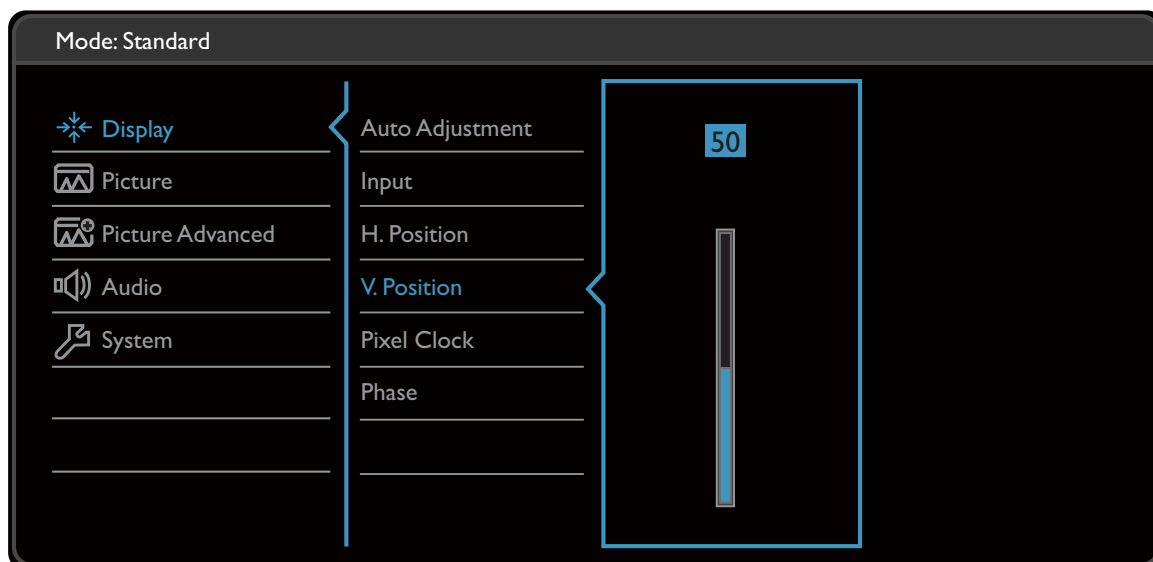 Mode: Standard
Display
Picture
Picture Advanced
Audio
System
Auto Adjustment
Input
H. Position
V. Position
Pixel Clock
Phase
50